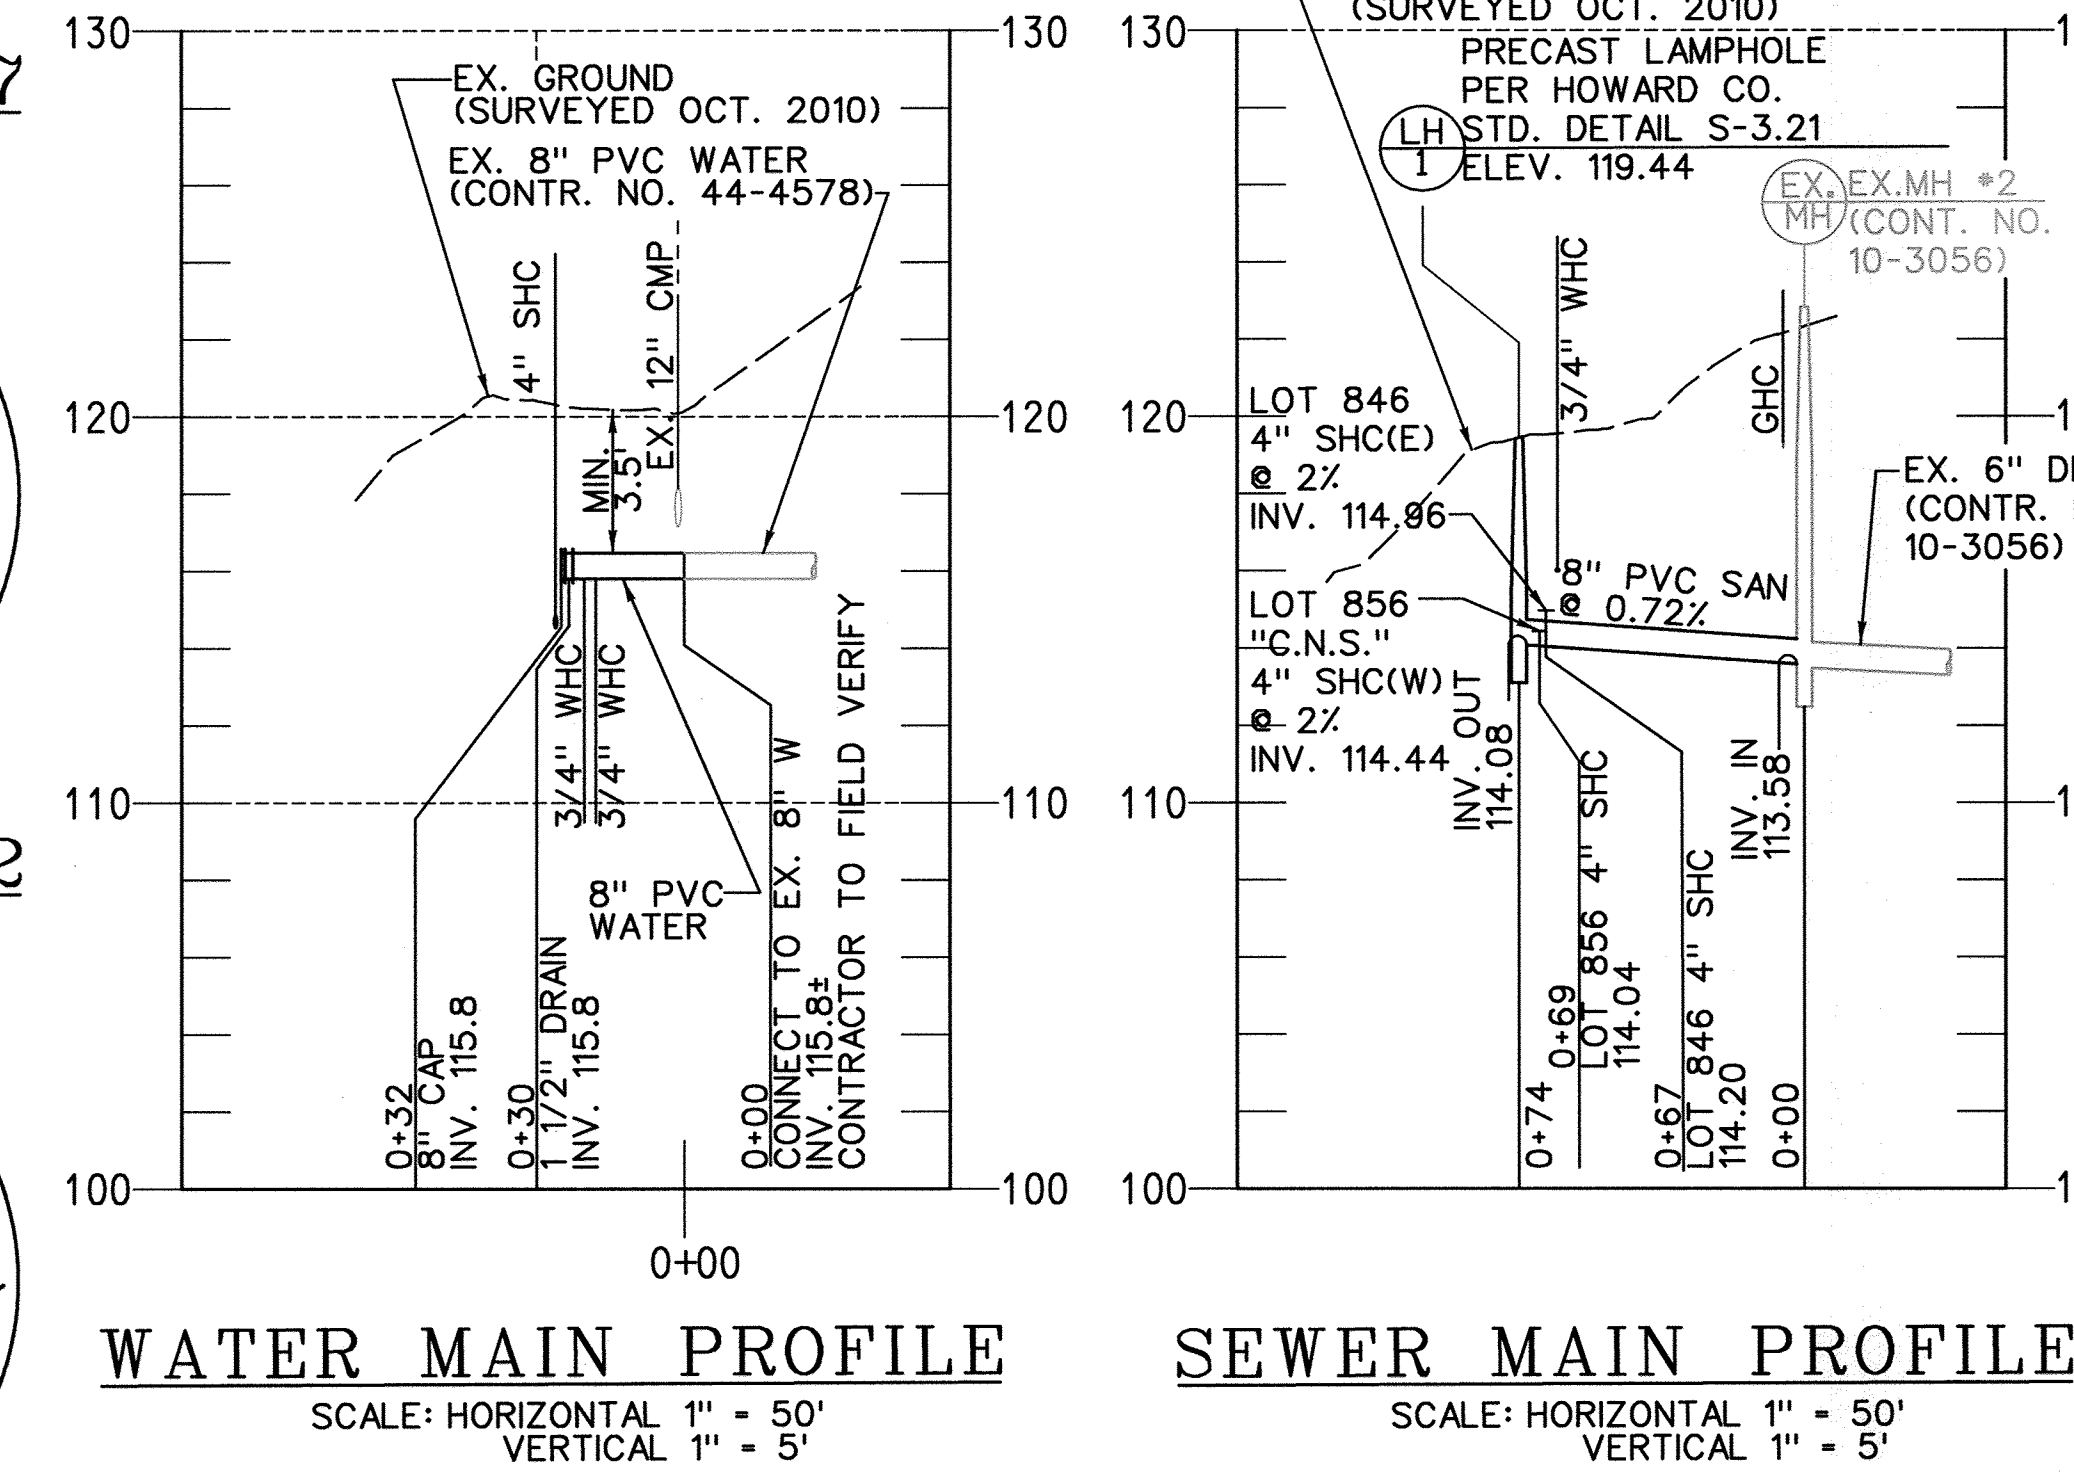 130
130
EX. GROUND
(SURVEYED OCT. 2010)
EX. 8" PVC WATER
(CONTR. NO. 44-4578)
4" SHC
EX. 12" CMP
120
120
MIN.
3.5'
3/4" WHC
3/4" WHC
110
110
8" PVC
WATER
0+32
8" CAP
INV. 115.8
0+30
1 1/2" DRAIN
INV. 115.8
0+00
CONNECT TO EX. 8" W
INV. 115.8±
CONTRACTOR TO FIELD VERIFY
100
100
0+00
WATER MAIN PROFILE
SCALE: HORIZONTAL 1" = 50'
VERTICAL 1" = 5'
(SURVEYED OCT. 2010)
130
PRECAST LAMPHOLE
PER HOWARD CO.
STD. DETAIL S-3.21
ELEV. 119.44
LH
1
EX.
MH
EX.MH #2
(CONT. NO.
10-3056)
3/4" WHC
GHC
120
LOT 846
4" SHC(E)
@ 2%
INV. 114.96
EX. 6"
(CONTR.
10-3056)
8" PVC SAN
@ 0.72%
LOT 856
"C.N.S."
4" SHC(W)
@ 2%
INV. 114.44
INV. OUT
114.08
INV. IN
113.58
110
0+74
0+69
LOT 856 4" SHC
114.04
0+67
LOT 846 4" SHC
114.20
0+00
100
SEWER MAIN PROFILE
SCALE: HORIZONTAL 1" = 50'
VERTICAL 1" = 5'